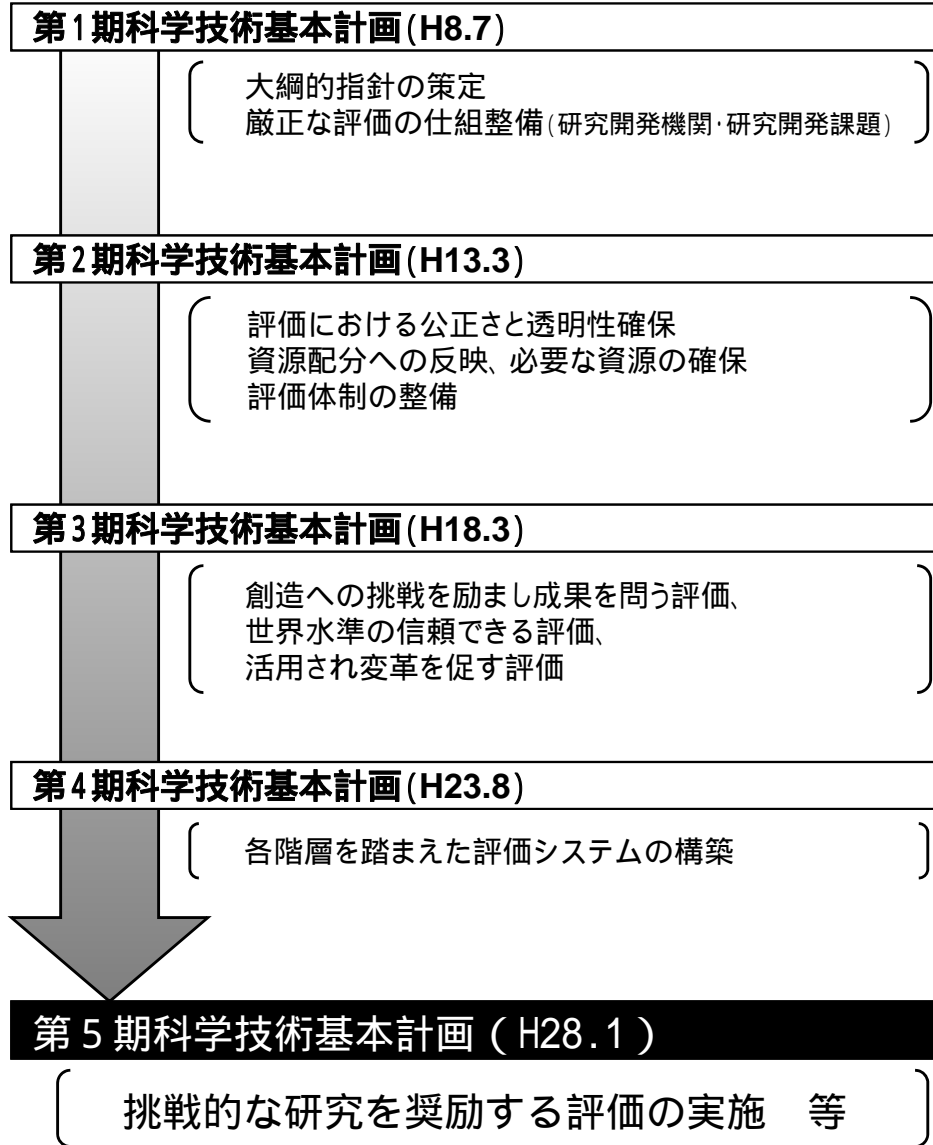 第1期科学技術基本計画(H8.7)
大綱的指針の策定
厳正な評価の仕組整備(研究開発機関・研究開発課題)
第2期科学技術基本計画(H13.3)
評価における公正さと透明性確保
資源配分への反映、必要な資源の確保
評価体制の整備
第3期科学技術基本計画(H18.3)
創造への挑戦を励まし成果を問う評価、
世界水準の信頼できる評価、
活用され変革を促す評価
第4期科学技術基本計画(H23.8)
各階層を踏まえた評価システムの構築
第5期科学技術基本計画(H28.1)
挑戦的な研究を奨励する評価の実施　等